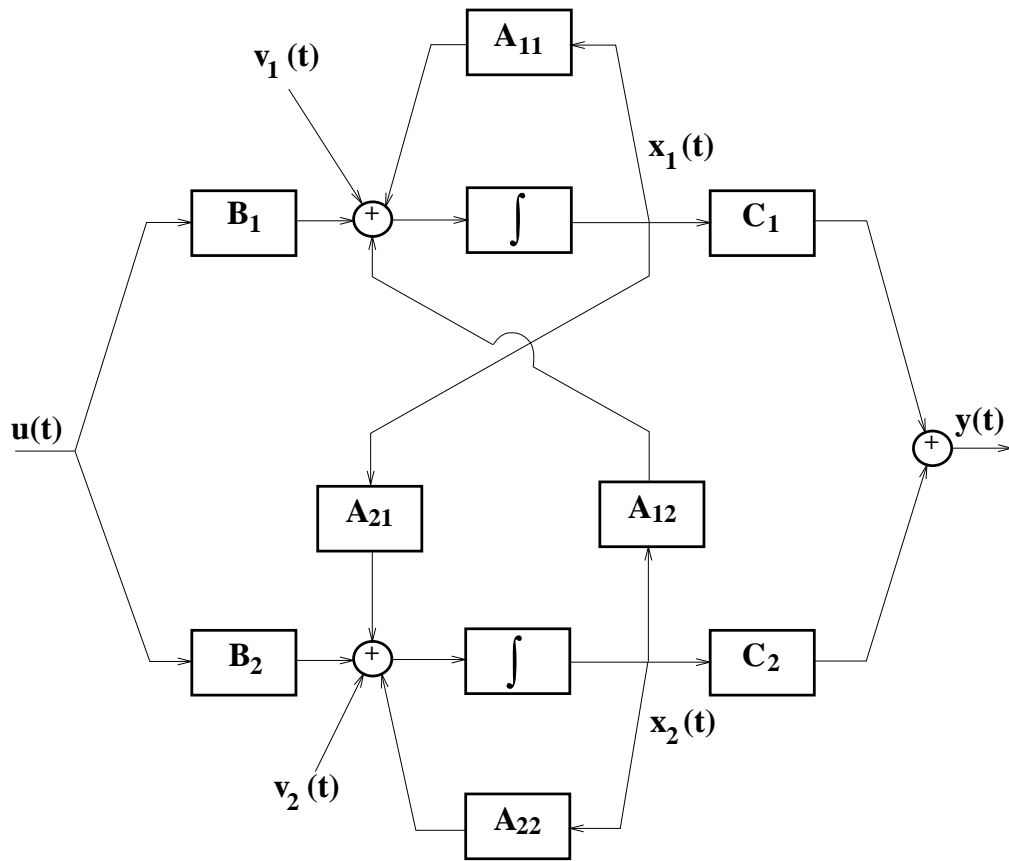 A₁₁
v₁(t)
x₁(t)
B₁
+
∫
C₁
u(t)
+
y(t)
A₂₁
A₁₂
B₂
+
∫
C₂
x₂(t)
v₂(t)
A₂₂